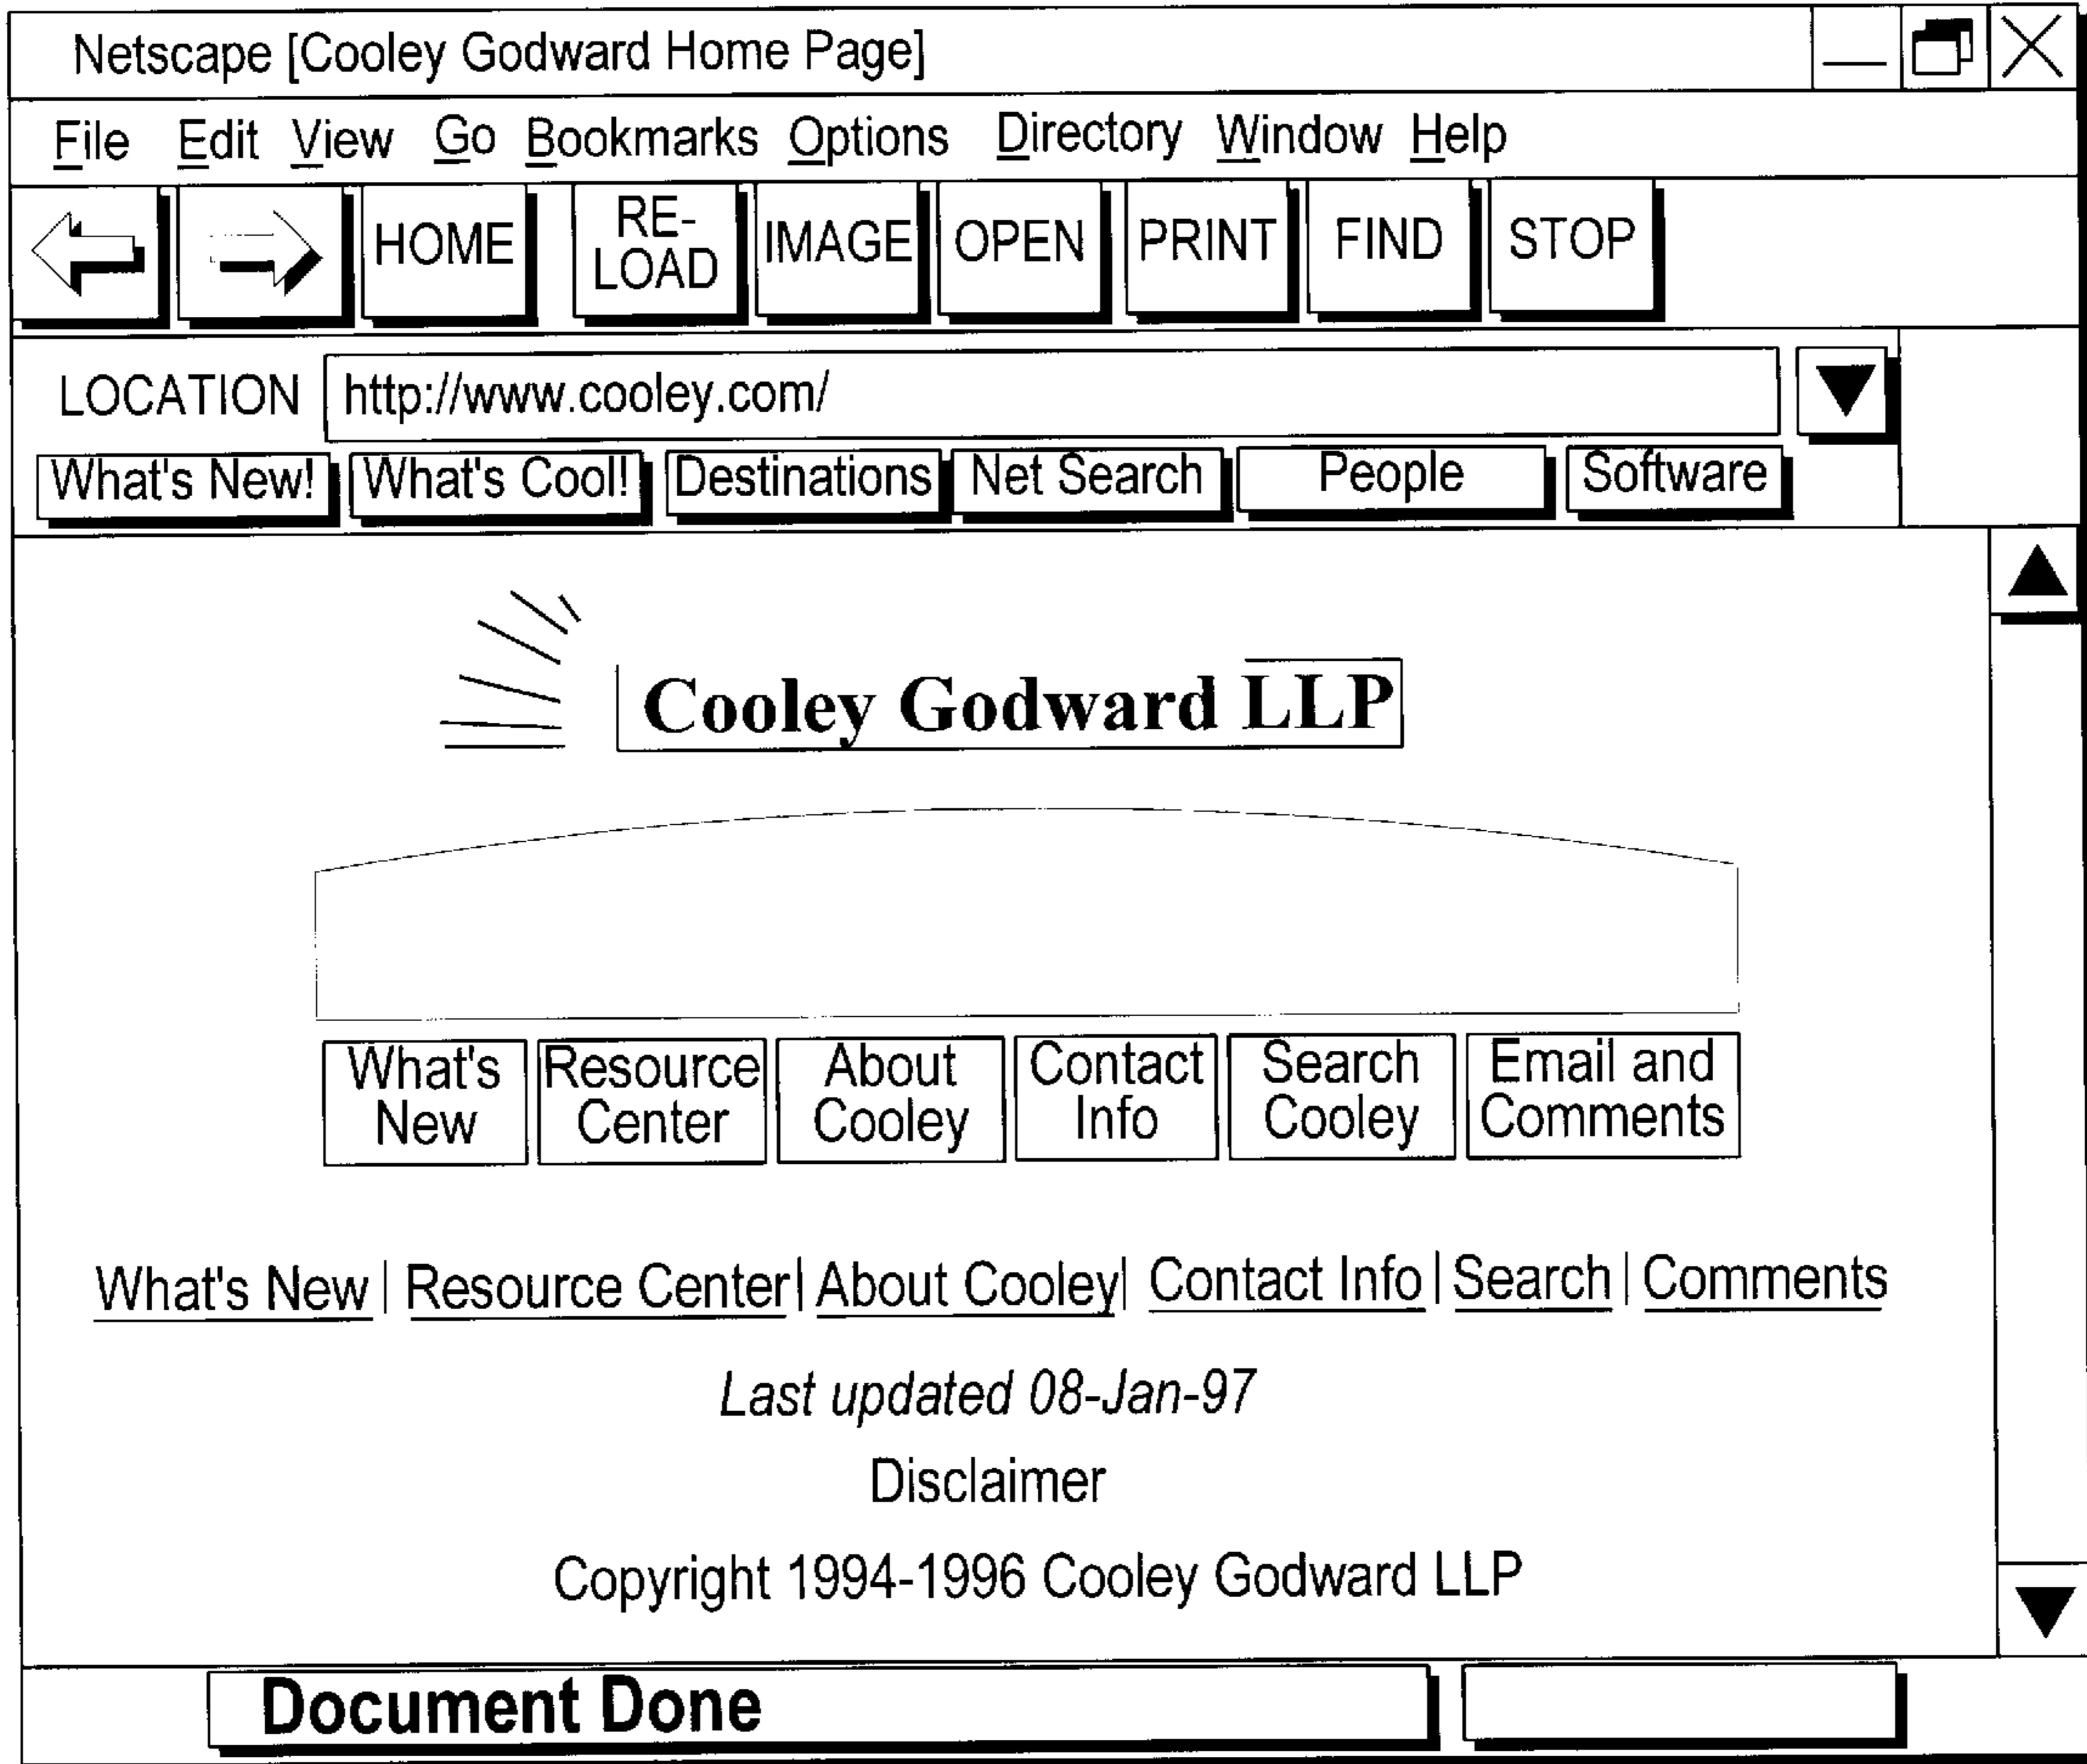 Netscape [Cooley Godward Home Page]
File Edit View Go Bookmarks Options Directory Window Help
HOME RE-LOAD IMAGE OPEN PRINT FIND STOP
LOCATION http://www.cooley.com/
What's New! What's Cool! Destinations Net Search People Software
Cooley Godward LLP
What's New Resource Center About Cooley Contact Info Search Cooley Email and Comments
What's New | Resource Center | About Cooley | Contact Info | Search | Comments
Last updated 08-Jan-97
Disclaimer
Copyright 1994-1996 Cooley Godward LLP
Document Done